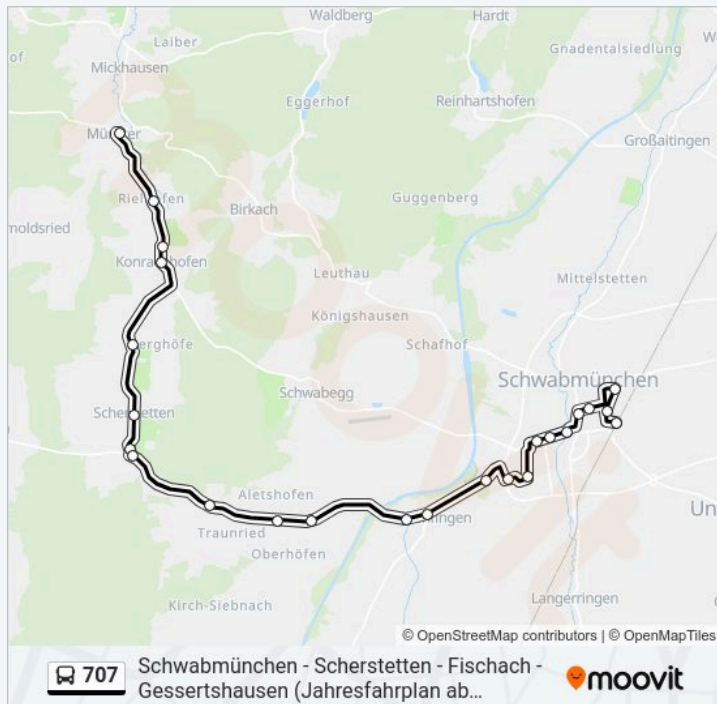 Waldberg
Hardt
Laiber
Gnadentalsiedlung
Mickhausen
Eggerhof
Reinhartshofen
Großaitingen
Guggenberg
Birkach
moldsried
Leuthau
Mittelstetten
Königshausen
Schafhof
Schwabmünchen
Schwabegg
Aletshofen
Traunried
Oberhöfen
Kirch-Siebnach
Langerringen
© OpenStreetMap contributors | © OpenMapTiles
707
Schwabmünchen - Scherstetten - Fischach -
Gessertshausen (Jahresfahrplan ab...
moovit